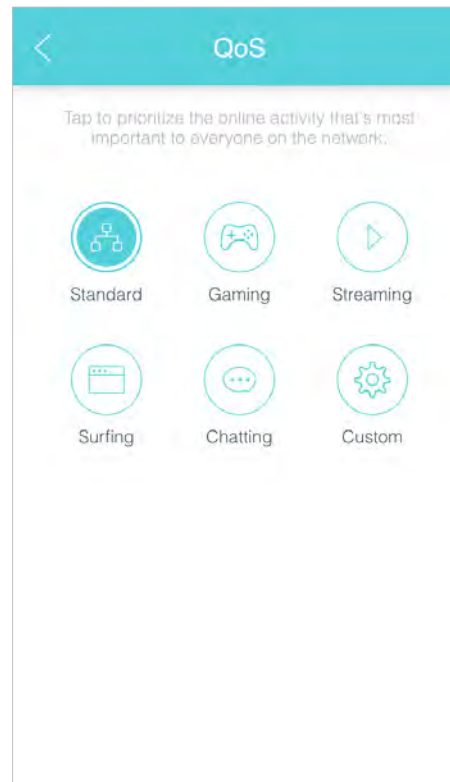 QoS
Tap to prioritize the online activity that's most
important to everyone on the network.
Standard Gaming Streaming
Surfing Chatting Custom